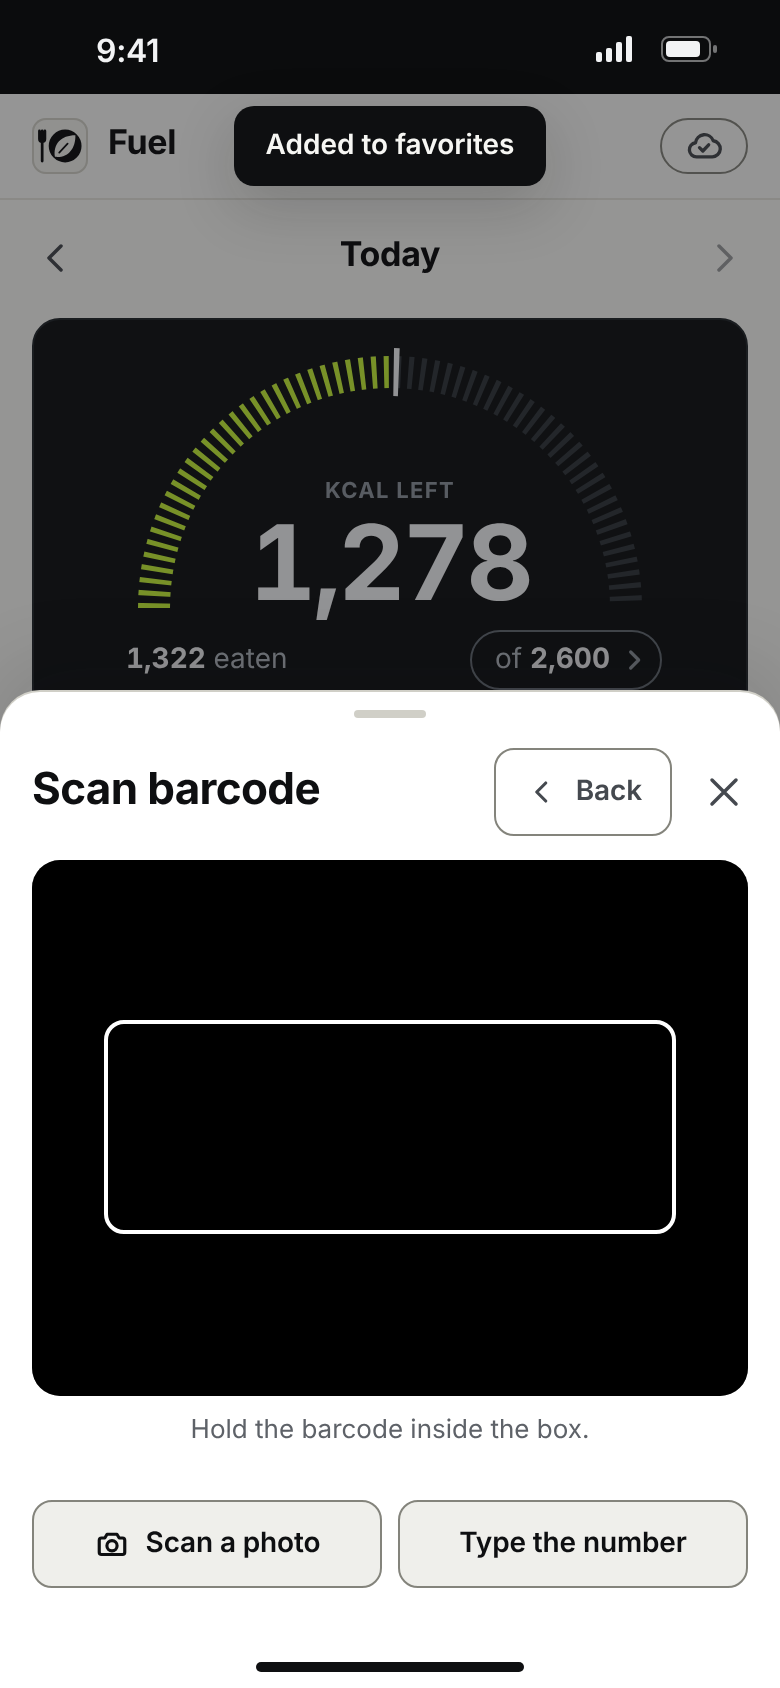 9:41
Fuel
Added to favorites
Today
KCAL LEFT
1,278
1,322 eaten
of 2,600
Scan barcode
Back
Hold the barcode inside the box.
Scan a photo
Type the number